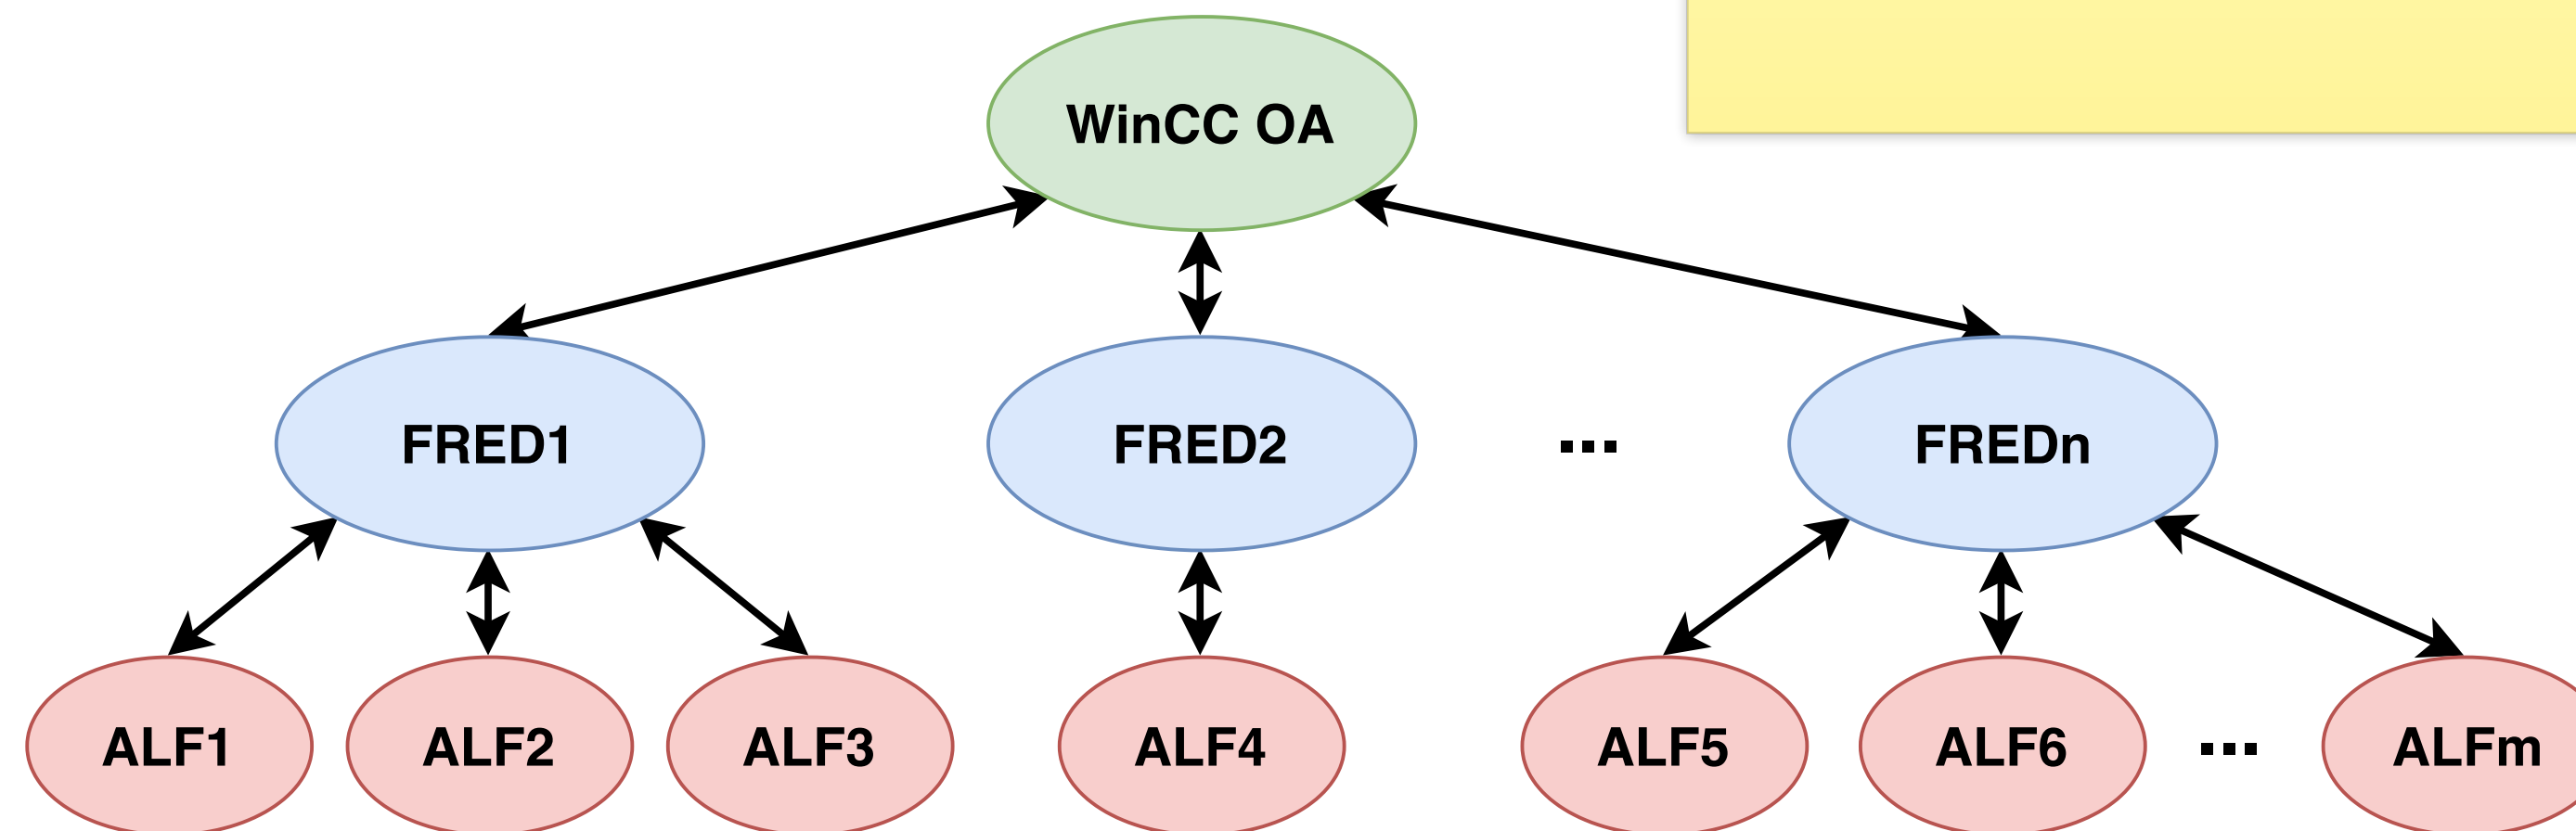 WinCC OA
FRED1 FRED2 ... FREDn
ALF1 ALF2 ALF3 ALF4 ALF5 ALF6 ... ALFm